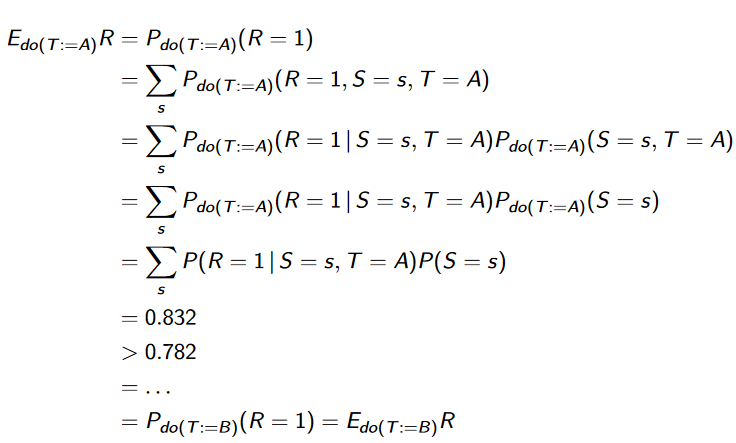 E_{do(T:=A)}R = P_{do(T:=A)}(R = 1)
= ∑_s P_{do(T:=A)}(R = 1, S = s, T = A)
= ∑_s P_{do(T:=A)}(R = 1 | S = s, T = A)P_{do(T:=A)}(S = s, T = A)
= ∑_s P_{do(T:=A)}(R = 1 | S = s, T = A)P_{do(T:=A)}(S = s)
= ∑_s P(R = 1 | S = s, T = A)P(S = s)
= 0.832
> 0.782
= ...
= P_{do(T:=B)}(R = 1) = E_{do(T:=B)}R